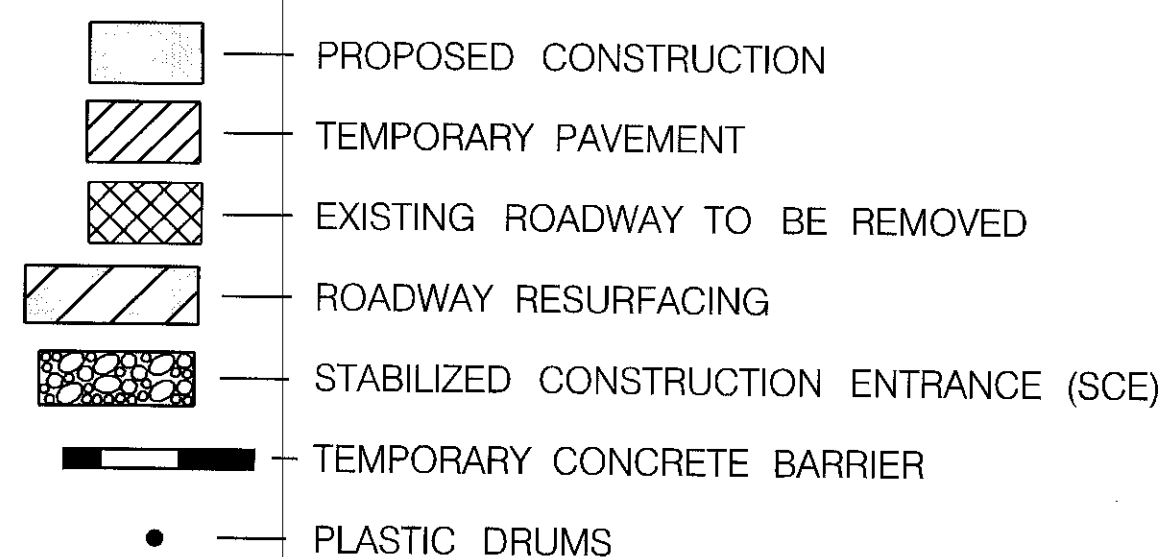 PROPOSED CONSTRUCTION
TEMPORARY PAVEMENT
EXISTING ROADWAY TO BE REMOVED
ROADWAY RESURFACING
STABILIZED CONSTRUCTION ENTRANCE (SCE)
TEMPORARY CONCRETE BARRIER
PLASTIC DRUMS